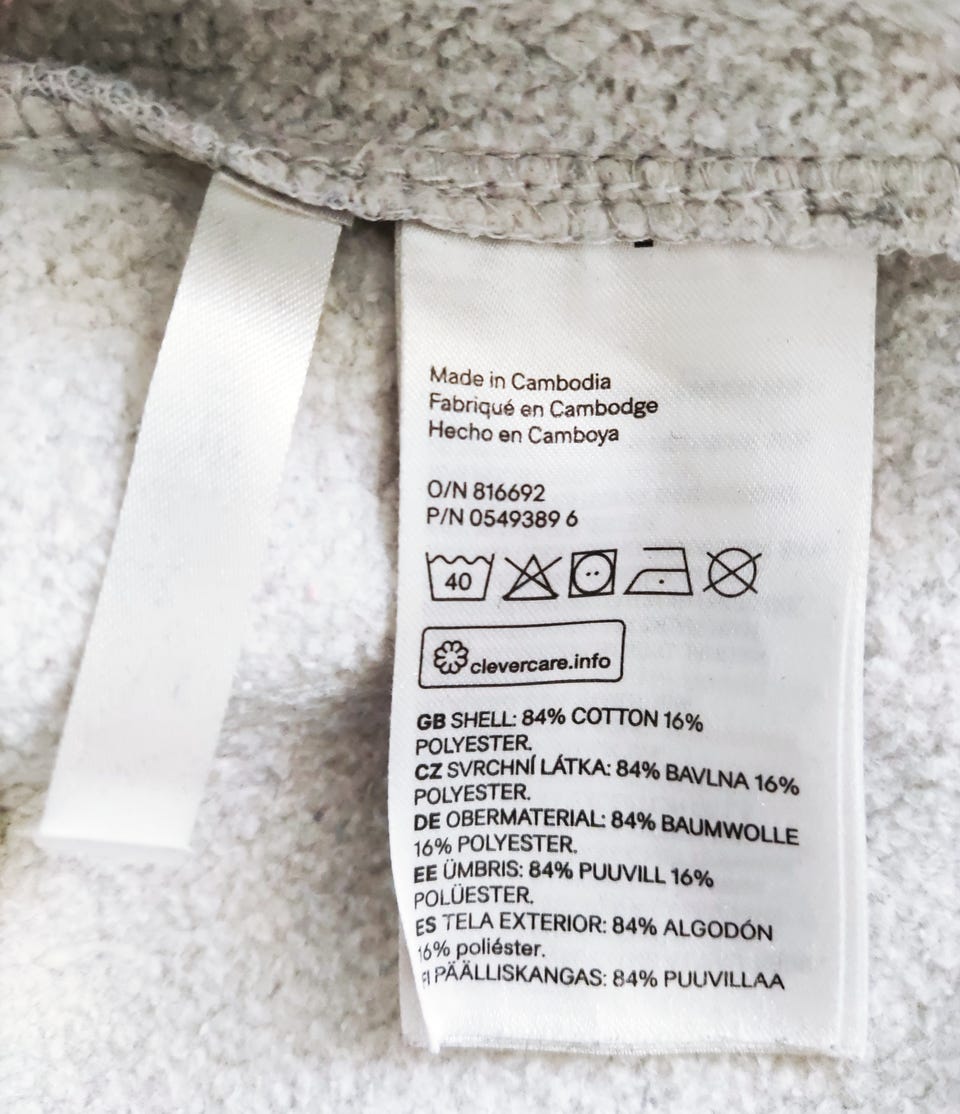 Made in Cambodia
Fabriqué en Cambodge
Hecho en Camboya
O/N 816692
P/N 0549389 6
40
clevercare.info
GB SHELL: 84% COTTON 16%
POLYESTER.
CZ SVRCHNÍ LÁTKA: 84% BAVLNA 16%
POLYESTER.
DE OBERMATERIAL: 84% BAUMWOLLE
16% POLYESTER.
EE ÜMBRIS: 84% PUUVILL 16%
POLÜESTER.
ES TELA EXTERIOR: 84% ALGODÓN
16% poliéster.
FI PÄÄLLISKANGAS: 84% PUUVILLAA